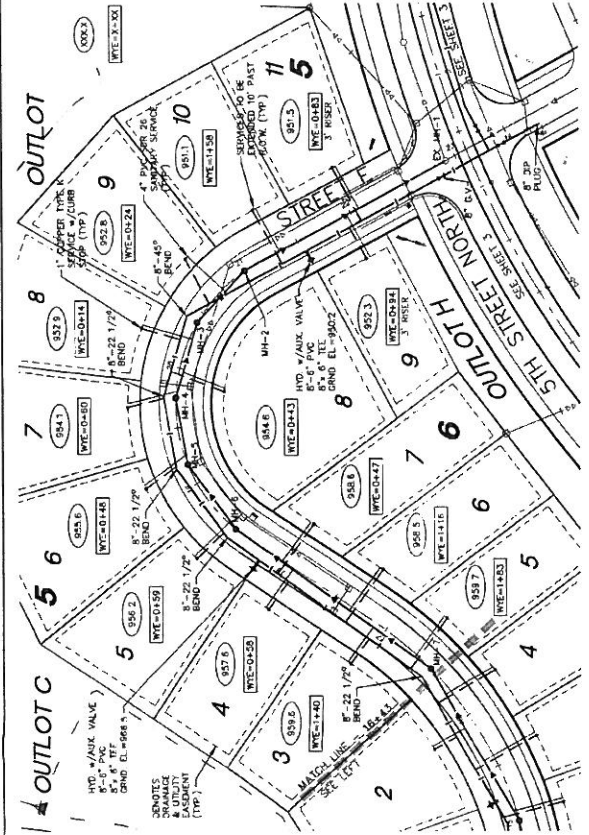 OUTLOT C
HYD. W/AUX. VALVE
8'-6" PVC
8"x 6" TEE
DENOTES
DRAINAGE
& UTILITY
EASEMENT
(TYP)
OUTLOT
XXX.X
WYE=X-XX
5
6
955.6
WYE=0+48
7
954.1
WYE=0+60
8
952.9
WYE=0+14
9
952.8
WYE=0+24
10
951.1
WYE=1+58
11
5
951.5
WYE=0+83
3' RISER
5
956.2
WYE=0+59
4
957.6
WYE=0+58
3
959.6
WYE=1+40
2
1" COPPER TYPE K
SERVICE W/CURB
STOP (TYP)
4" PVC SDR 26
SANITARY SERVICE
(TYP)
SERVICES TO BE
EXTENDED 10' PAST
R.O.W. (TYP)
8"-45°
BEND
8"-22 1/2°
BEND
8"-22 1/2°
BEND
8"-22 1/2°
BEND
MH-2
MH-3
MH-4
MH-5
MH-6
STREET E
HYD. W/AUX. VALVE
8'-6" PVC
8"x 6" TEE
GRND EL=950.2
8
954.6
WYE=0+43
9
952.3
WYE=0+94
3' RISER
OUTLOT H
5TH STREET NORTH
SEE SHEET 3
SEE SHEET 3
EX. MH-1
8" G.V.
8" DIP
PLUG
7
6
958.6
WYE=0+47
6
958.5
WYE=1+16
5
959.7
WYE=1+83
4
8"-22 1/2°
BEND
MATCH LINE
SEE LEFT